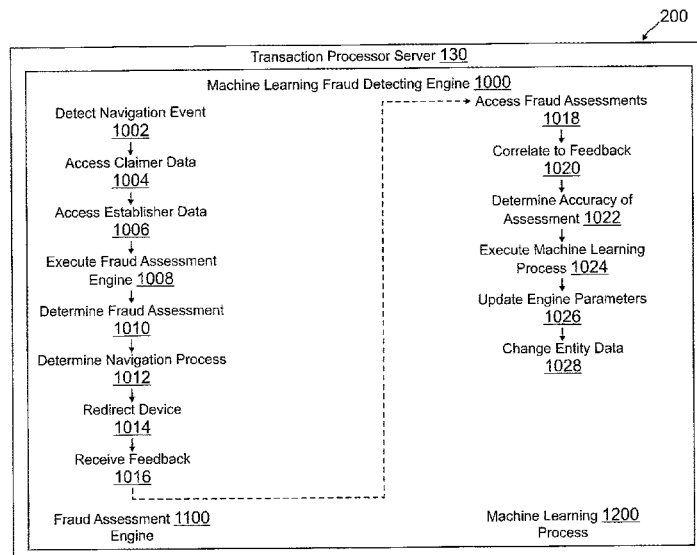 200
Transaction Processor Server 130
Machine Learning Fraud Detecting Engine 1000
Detect Navigation Event
1002
Access Claimer Data
1004
Access Establisher Data
1006
Execute Fraud Assessment
Engine 1008
Determine Fraud Assessment
1010
Determine Navigation Process
1012
Redirect Device
1014
Receive Feedback
1016
Fraud Assessment 1100
Engine
Access Fraud Assessments
1018
Correlate to Feedback
1020
Determine Accuracy of
Assessment 1022
Execute Machine Learning
Process 1024
Update Engine Parameters
1026
Change Entity Data
1028
Machine Learning 1200
Process